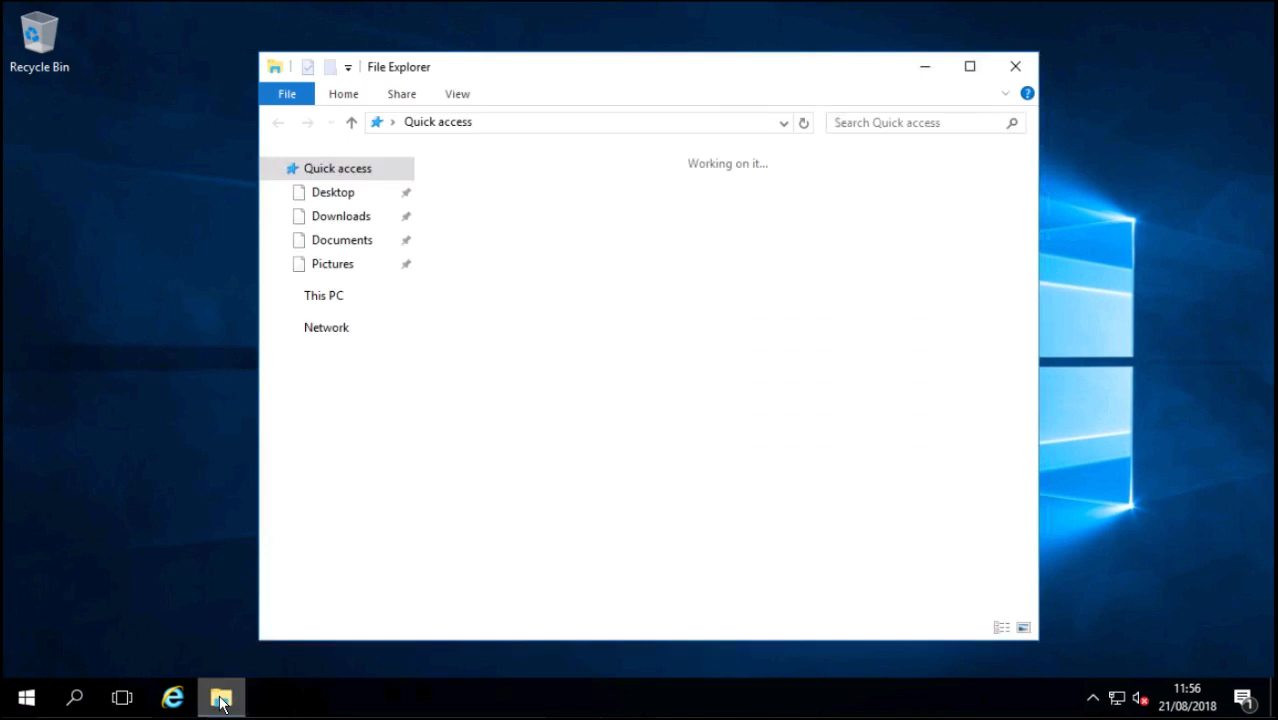 Recycle Bin
File Explorer
File Home Share View
Quick access
Search Quick access
Working on it...
Quick access
Desktop
Downloads
Documents
Pictures
This PC
Network
11:56
21/08/2018
1